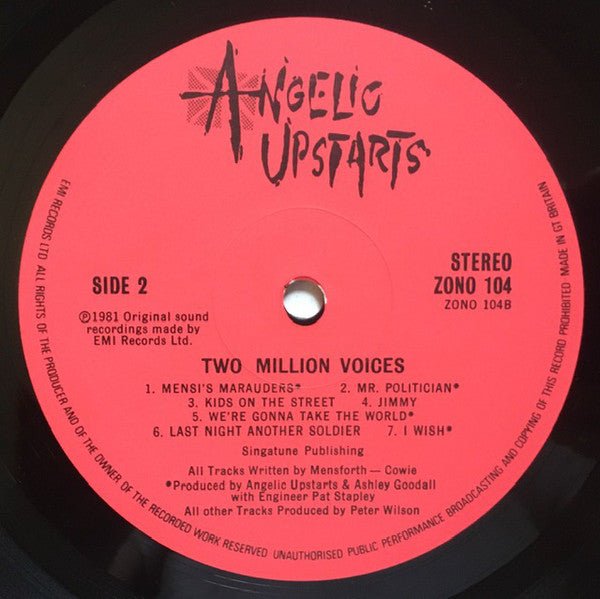 ANGELIC
UPSTARTS
SIDE 2
℗1981 Original sound
recordings made by
EMI Records Ltd.
STEREO
ZONO 104
ZONO 104B
TWO MILLION VOICES
1. MENSI'S MARAUDERS* 2. MR. POLITICIAN*
3. KIDS ON THE STREET 4. JIMMY
5. WE'RE GONNA TAKE THE WORLD*
6. LAST NIGHT ANOTHER SOLDIER 7. I WISH*
Singatune Publishing
All Tracks Written by Mensforth — Cowie
*Produced by Angelic Upstarts & Ashley Goodall
with Engineer Pat Stapley
All other Tracks Produced by Peter Wilson
EMI RECORDS LTD ALL RIGHTS OF THE PRODUCER AND OF THE OWNER OF THE RECORDED WORK RESERVED UNAUTHORISED PUBLIC PERFORMANCE BROADCASTING AND COPYING OF THIS RECORD PROHIBITED MADE IN GT BRITAIN